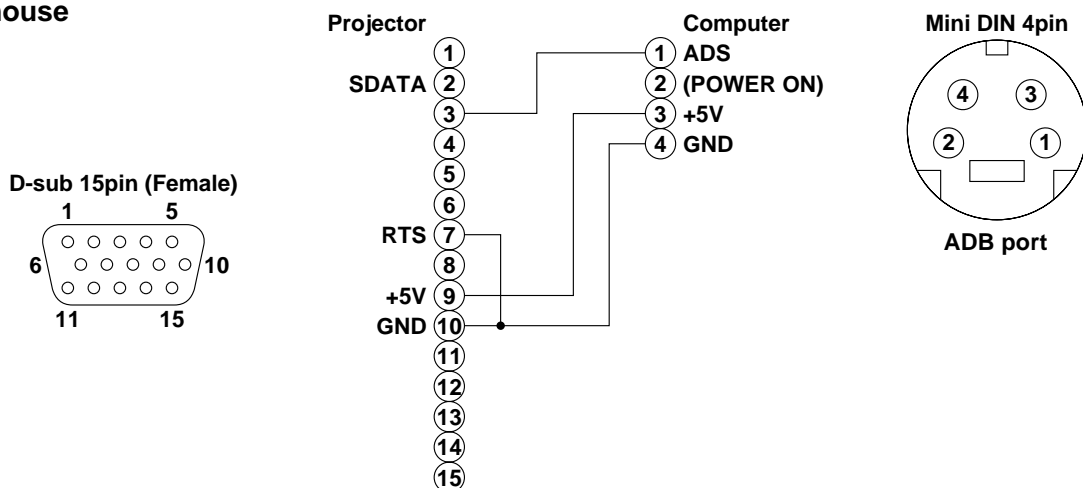 ouse
Projector
Computer
Mini DIN 4pin
1
1 ADS
SDATA 2
2 (POWER ON)
3
3 +5V
4
4 GND
5
6
RTS 7
8
+5V 9
GND 10
11
12
13
14
15
4 3
2 1
ADB port
D-sub 15pin (Female)
1 5
6 10
11 15